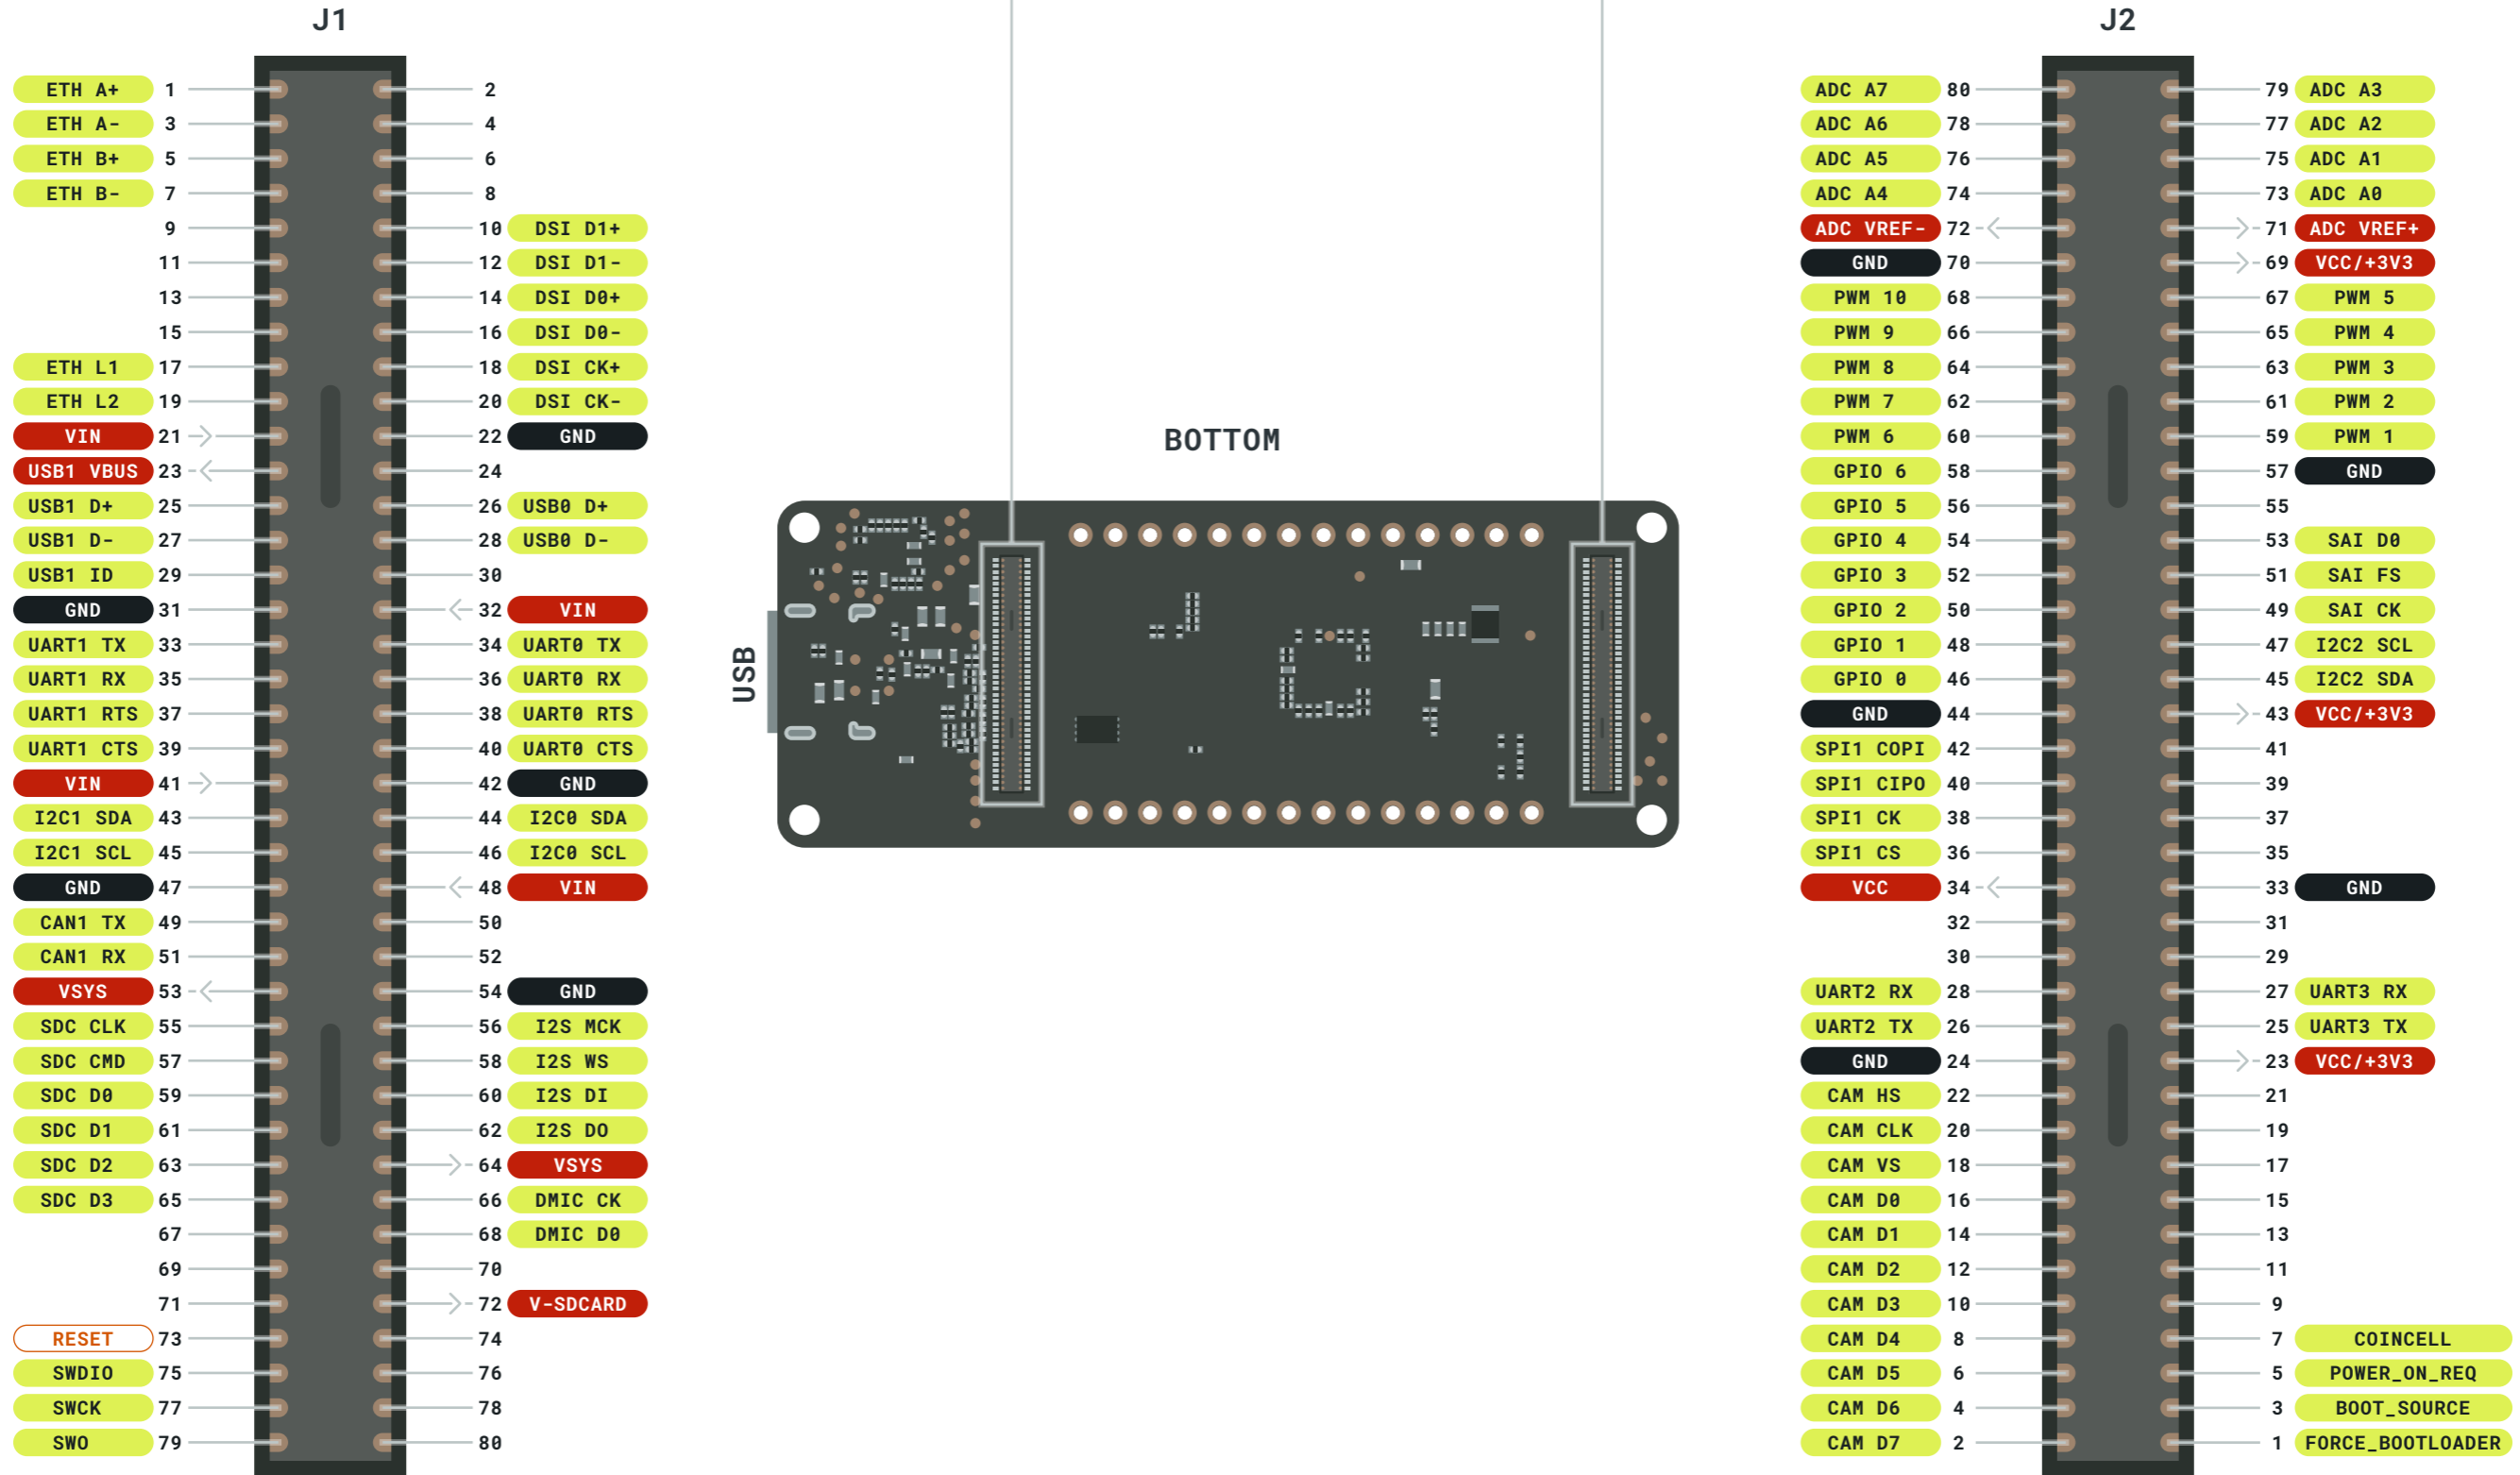 J1
ETH A+ 1 2
ETH A- 3 4
ETH B+ 5 6
ETH B- 7 8
9 10 DSI D1+
11 12 DSI D1-
13 14 DSI D0+
15 16 DSI D0-
ETH L1 17 18 DSI CK+
ETH L2 19 20 DSI CK-
VIN 21 22 GND
USB1 VBUS 23 24
USB1 D+ 25 26 USB0 D+
USB1 D- 27 28 USB0 D-
USB1 ID 29 30
GND 31 32 VIN
UART1 TX 33 34 UART0 TX
UART1 RX 35 36 UART0 RX
UART1 RTS 37 38 UART0 RTS
UART1 CTS 39 40 UART0 CTS
VIN 41 42 GND
I2C1 SDA 43 44 I2C0 SDA
I2C1 SCL 45 46 I2C0 SCL
GND 47 48 VIN
CAN1 TX 49 50
CAN1 RX 51 52
VSYS 53 54 GND
SDC CLK 55 56 I2S MCK
SDC CMD 57 58 I2S WS
SDC D0 59 60 I2S DI
SDC D1 61 62 I2S DO
SDC D2 63 64 VSYS
SDC D3 65 66 DMIC CK
67 68 DMIC D0
69 70
71 72 V-SDCARD
RESET 73 74
SWDIO 75 76
SWCK 77 78
SWO 79 80
BOTTOM
USB
J2
ADC A7 80 79 ADC A3
ADC A6 78 77 ADC A2
ADC A5 76 75 ADC A1
ADC A4 74 73 ADC A0
ADC VREF- 72 71 ADC VREF+
GND 70 69 VCC/+3V3
PWM 10 68 67 PWM 5
PWM 9 66 65 PWM 4
PWM 8 64 63 PWM 3
PWM 7 62 61 PWM 2
PWM 6 60 59 PWM 1
GPIO 6 58 57 GND
GPIO 5 56 55
GPIO 4 54 53 SAI D0
GPIO 3 52 51 SAI FS
GPIO 2 50 49 SAI CK
GPIO 1 48 47 I2C2 SCL
GPIO 0 46 45 I2C2 SDA
GND 44 43 VCC/+3V3
SPI1 COPI 42 41
SPI1 CIPO 40 39
SPI1 CK 38 37
SPI1 CS 36 35
VCC 34 33 GND
32 31
30 29
UART2 RX 28 27 UART3 RX
UART2 TX 26 25 UART3 TX
GND 24 23 VCC/+3V3
CAM HS 22 21
CAM CLK 20 19
CAM VS 18 17
CAM D0 16 15
CAM D1 14 13
CAM D2 12 11
CAM D3 10 9
CAM D4 8 7 COINCELL
CAM D5 6 5 POWER_ON_REQ
CAM D6 4 3 BOOT_SOURCE
CAM D7 2 1 FORCE_BOOTLOADER